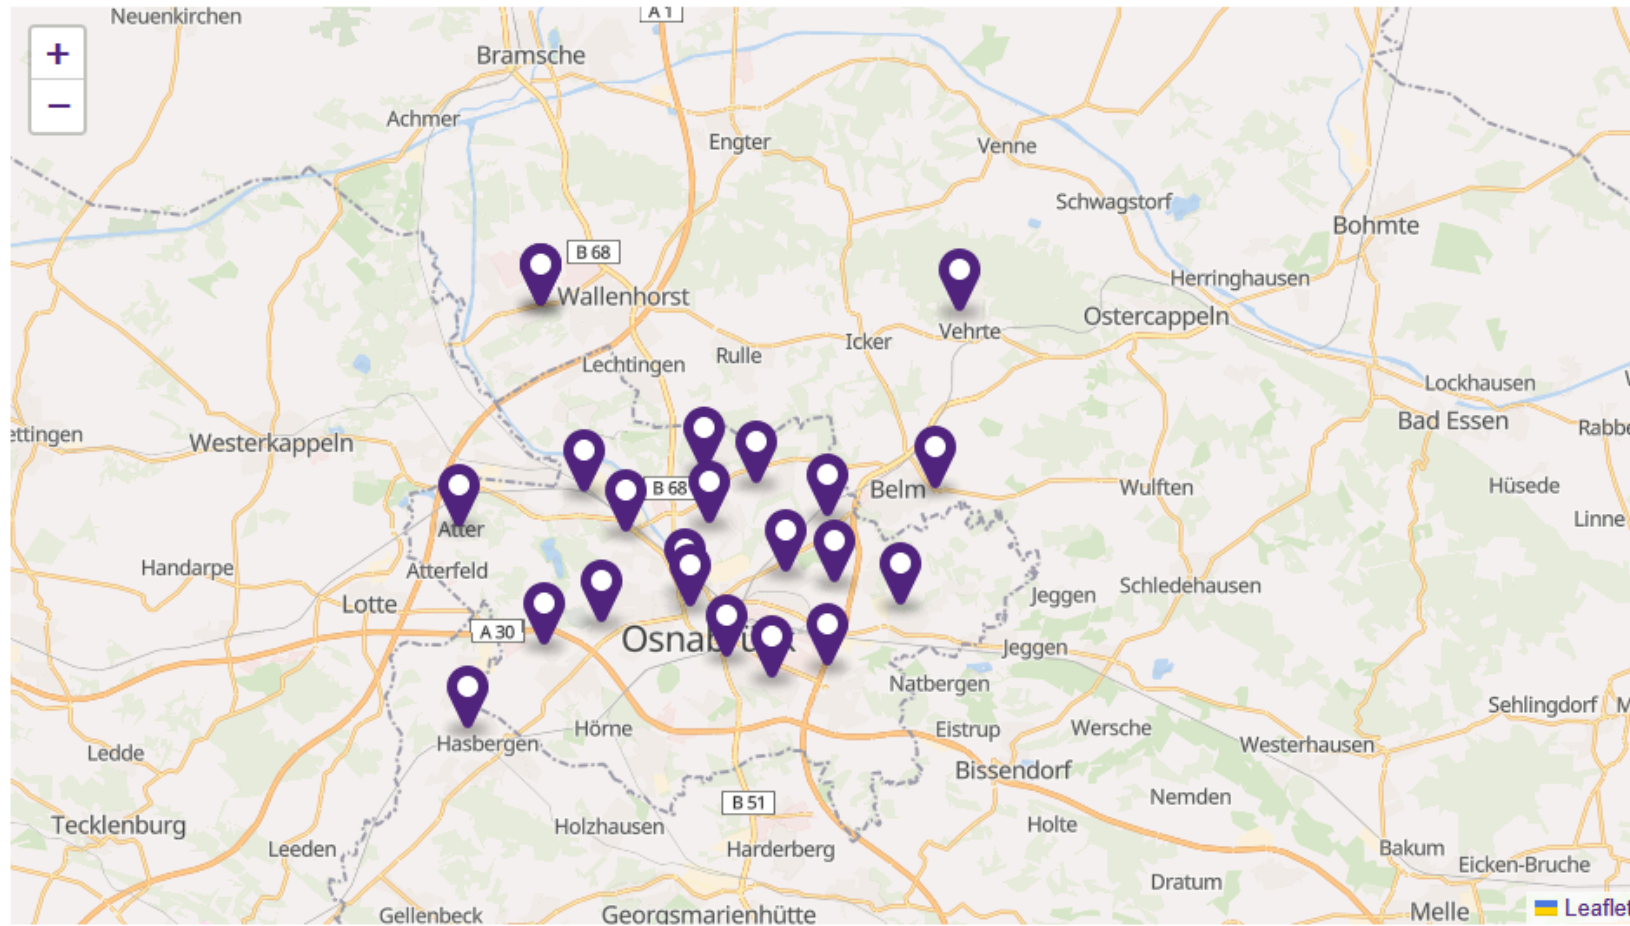 Neuenkirchen
A 1
+
Bramsche
−
Achmer
Engter
Venne
Schwagstorf
Bohmte
B 68
Herringhausen
Wallenhorst
Ostercappeln
Vehrte
Icker
Rulle
Lechtingen
Lockhausen
Bad Essen
Rabbe
ettingen
Westerkappeln
B 68
Belm
Wulften
Hüsede
Linne
Atter
Handarpe
Atterfeld
Schledehausen
Jeggen
Lotte
A 30
Osnabrück
Jeggen
Natbergen
Sehlingdorf
M
Hörne
Eistrup
Wersche
Hasbergen
Westerhausen
Ledde
Bissendorf
Nemden
B 51
Tecklenburg
Holzhausen
Holte
Leeden
Harderberg
Bakum
Eicken-Bruche
Dratum
Gellenbeck
Georgsmarienhütte
Melle
Leaflet